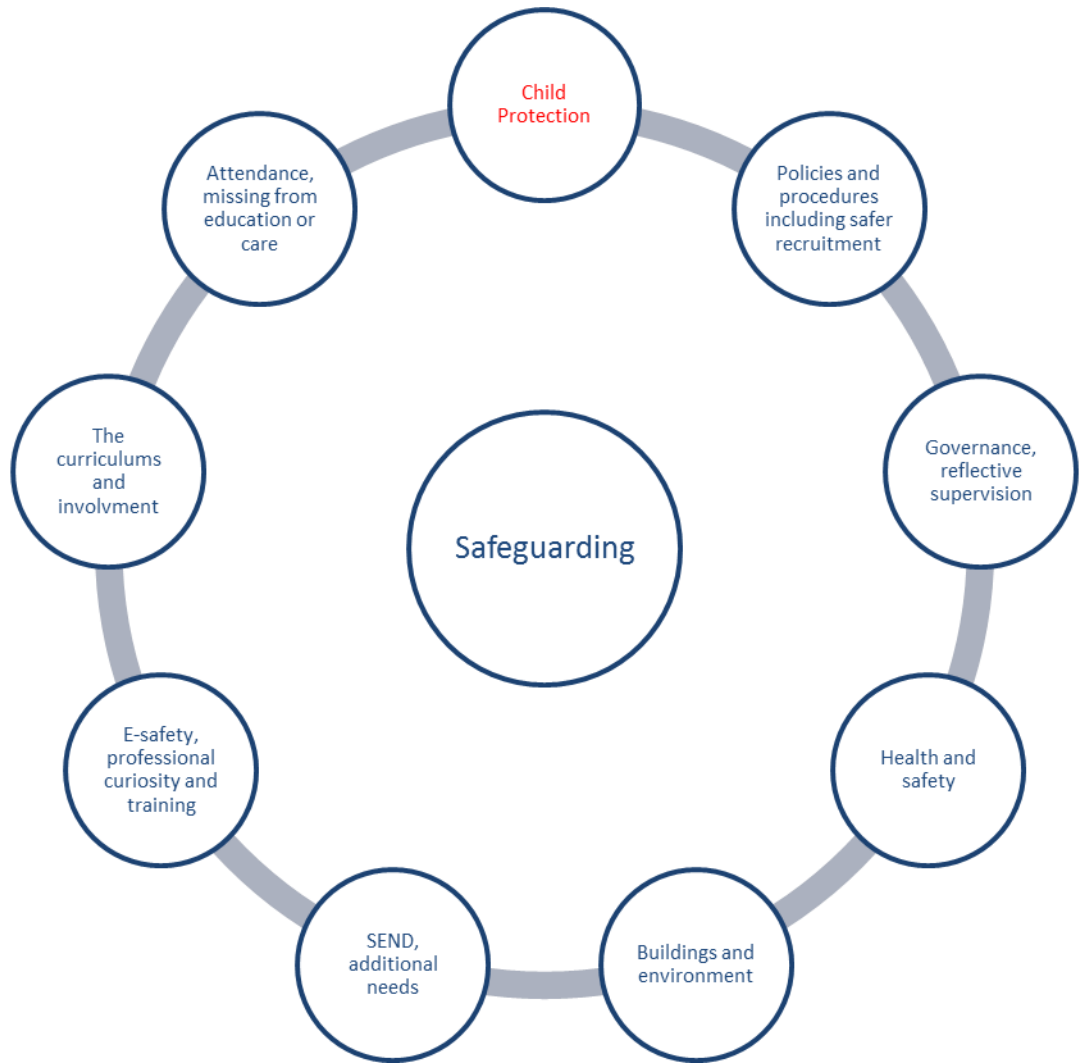 Child
Protection
Policies and
procedures
including safer
recruitment
Governance,
reflective
supervision
Health and
safety
Buildings and
environment
SEND,
additional
needs
E-safety,
professional
curiosity and
training
The
curriculums
and
involvment
Attendance,
missing from
education or
care
Safeguarding